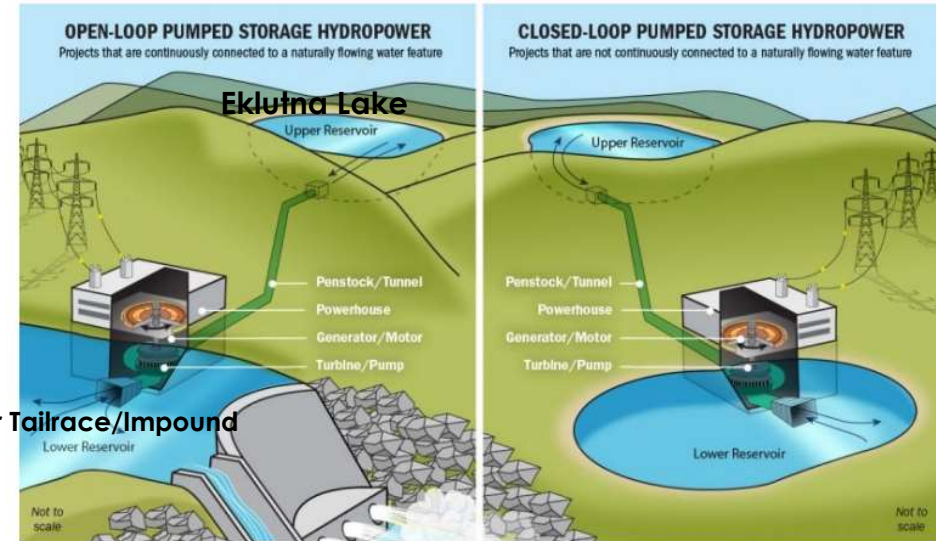 OPEN-LOOP PUMPED STORAGE HYDROPOWER
Projects that are continuously connected to a naturally flowing water feature
Eklutna Lake
Upper Reservoir
Penstock/Tunnel
Powerhouse
Generator/Motor
Turbine/Pump
Tailrace/Impound
Lower Reservoir
Not to
scale
CLOSED-LOOP PUMPED STORAGE HYDROPOWER
Projects that are not continuously connected to a naturally flowing water feature
Upper Reservoir
Penstock/Tunnel
Powerhouse
Generator/Motor
Turbine/Pump
Lower Reservoir
Not to
scale